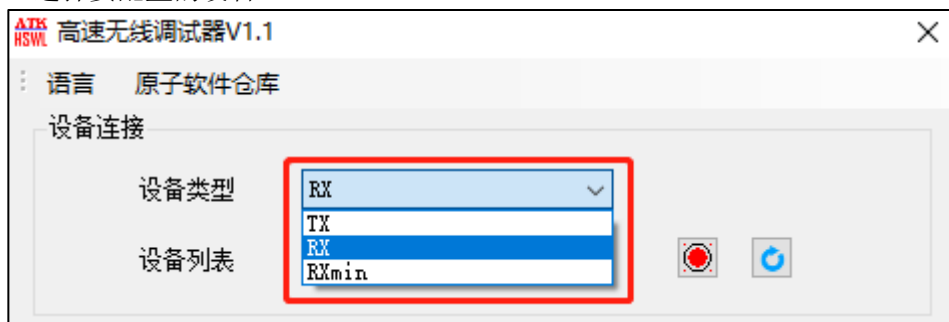 ATK
HSWL 高速无线调试器V1.1
语言 原子软件仓库
设备连接
设备类型 RX
TX
RX
设备列表
RXmin